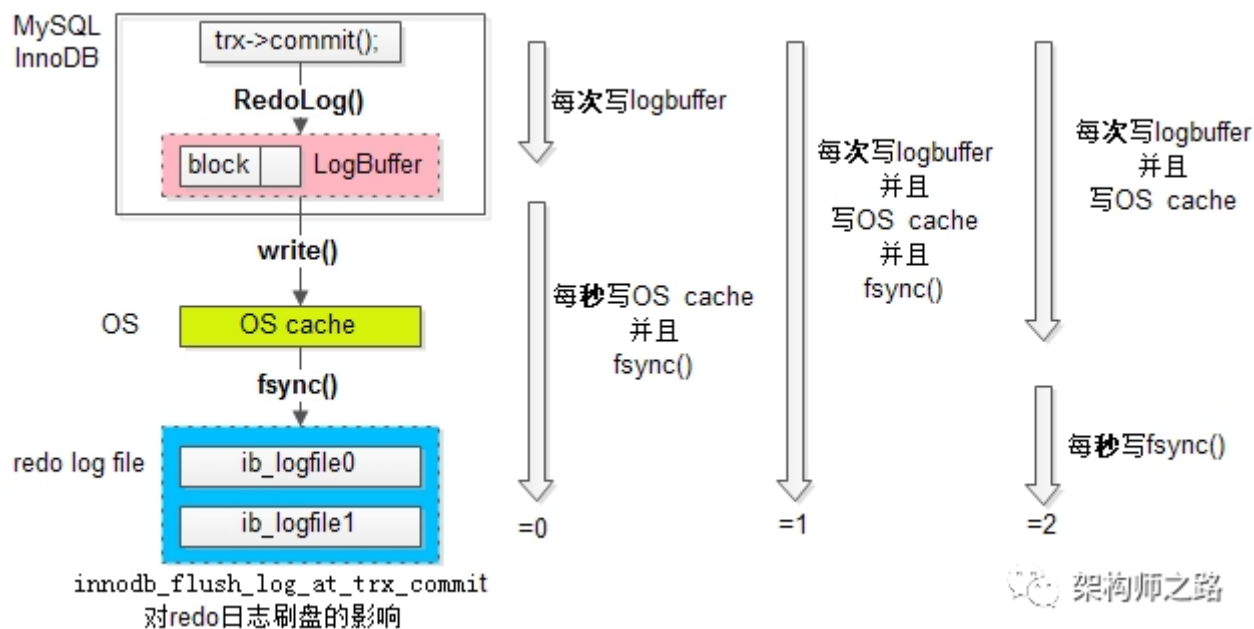 MySQL
InnoDB
trx->commit();
RedoLog()
block
LogBuffer
write()
OS
OS cache
fsync()
redo log file
ib_logfile0
ib_logfile1
innodb_flush_log_at_trx_commit
对redo日志刷盘的影响
每次写logbuffer
每秒写OS cache
并且
fsync()
=0
每次写logbuffer
并且
写OS cache
并且
fsync()
=1
每次写logbuffer
并且
写OS cache
每秒写fsync()
=2
架构师之路